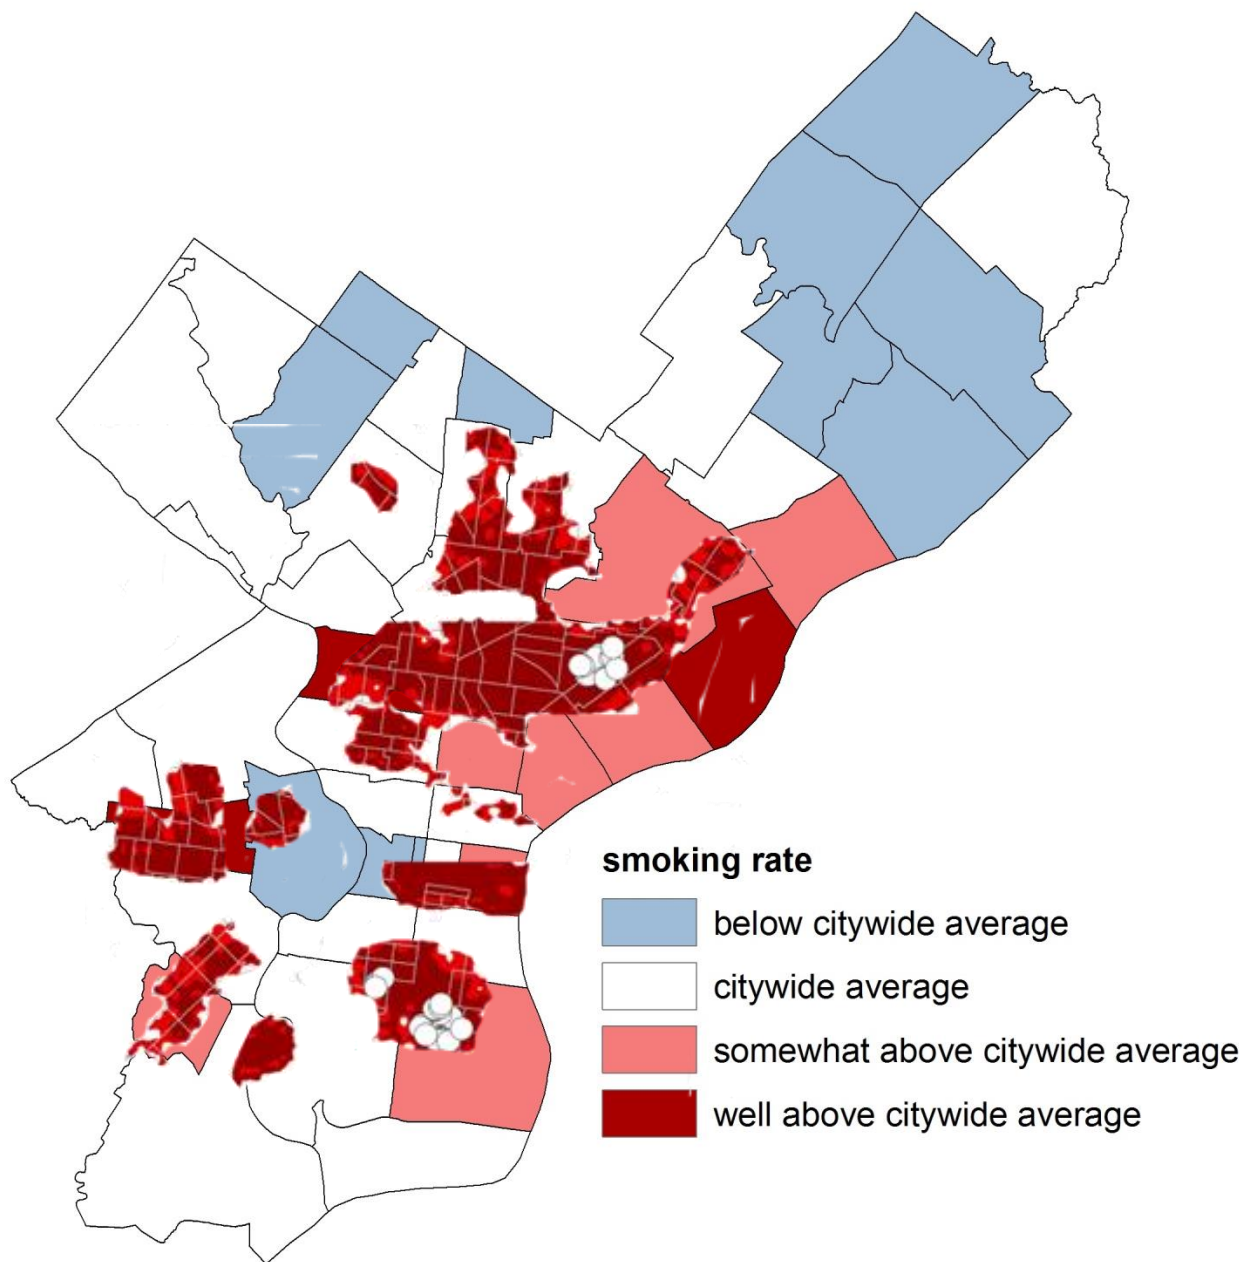 smoking rate
below citywide average
citywide average
somewhat above citywide average
well above citywide average